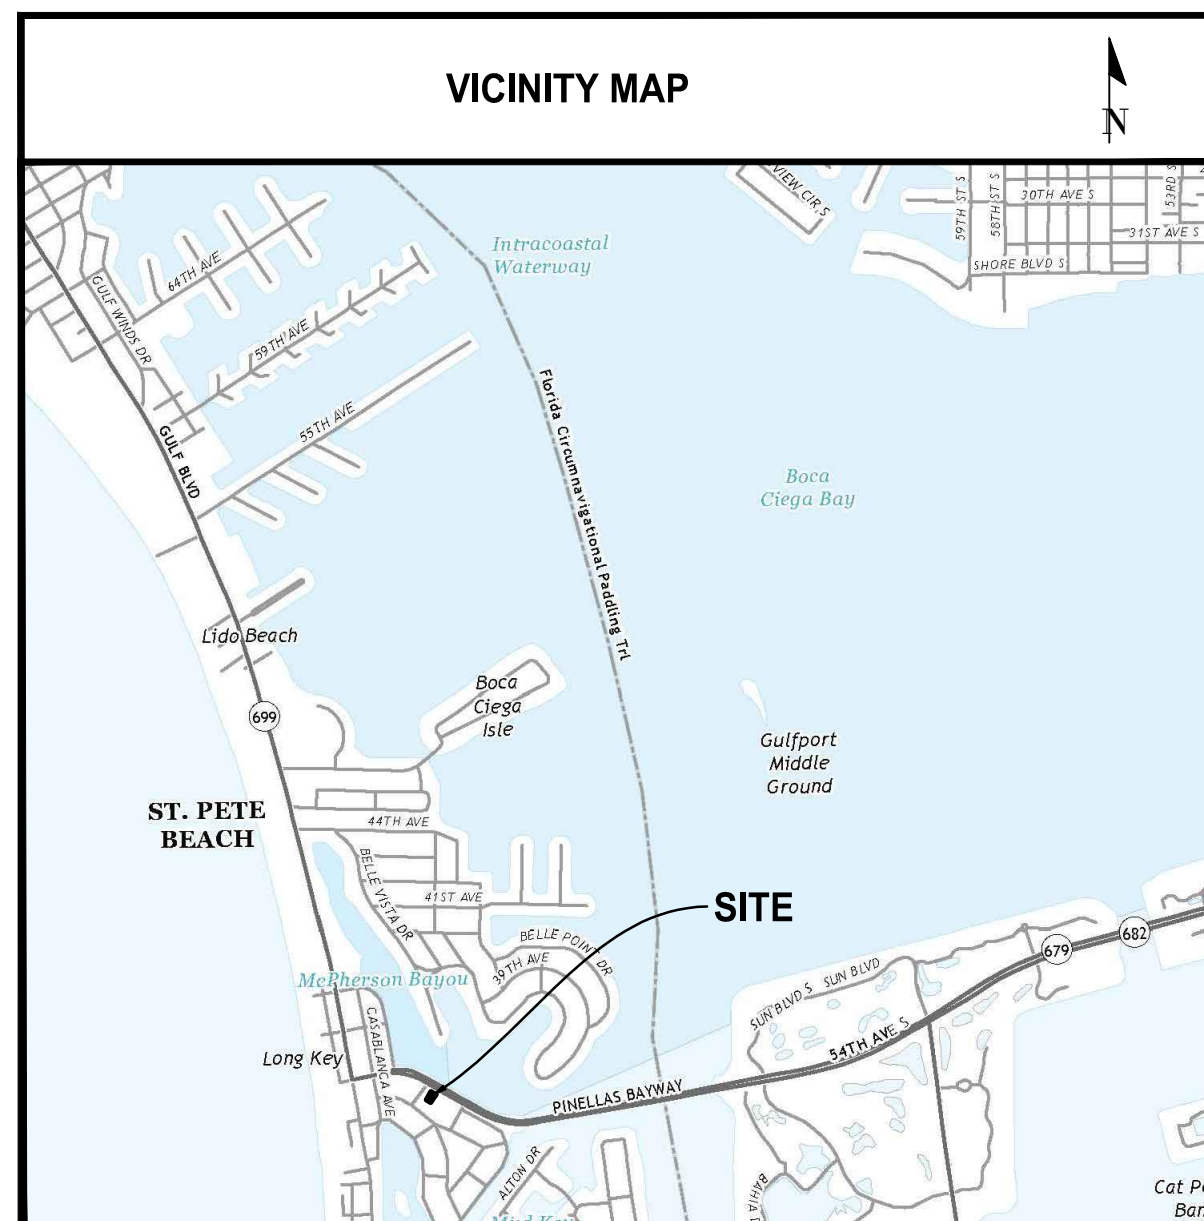 VICINITY MAP
N
VIEW CIR S
59TH ST S
58TH ST S
30TH AVE S
53RD S
31ST AVE S
SHORE BLVD S
Intracoastal
Waterway
64TH AVE
GULF WINDS DR
59TH AVE
55TH AVE
GULF BLVD
Florida Circumnavigational Paddling Trl
Boca
Ciega Bay
Lido Beach
Boca
Ciega
Isle
699
Gulfport
Middle
Ground
ST. PETE
BEACH
44TH AVE
BELLE VISTA DR
41ST AVE
SITE
BELLE POINT DR
39TH AVE
682
679
McPherson Bayou
SUN BLVD S
SUN BLVD
CASABLANCA AVE
Long Key
54TH AVE S
PINELLAS BAYWAY
ALTON DR
BAHIA
Cat P
Bar